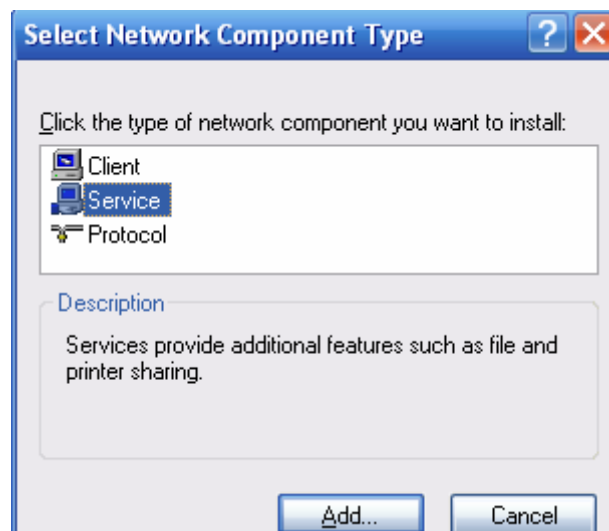 Select Network Component Type
?
Click the type of network component you want to install:
Client
Service
Protocol
Description
Services provide additional features such as file and
printer sharing.
Add... Cancel